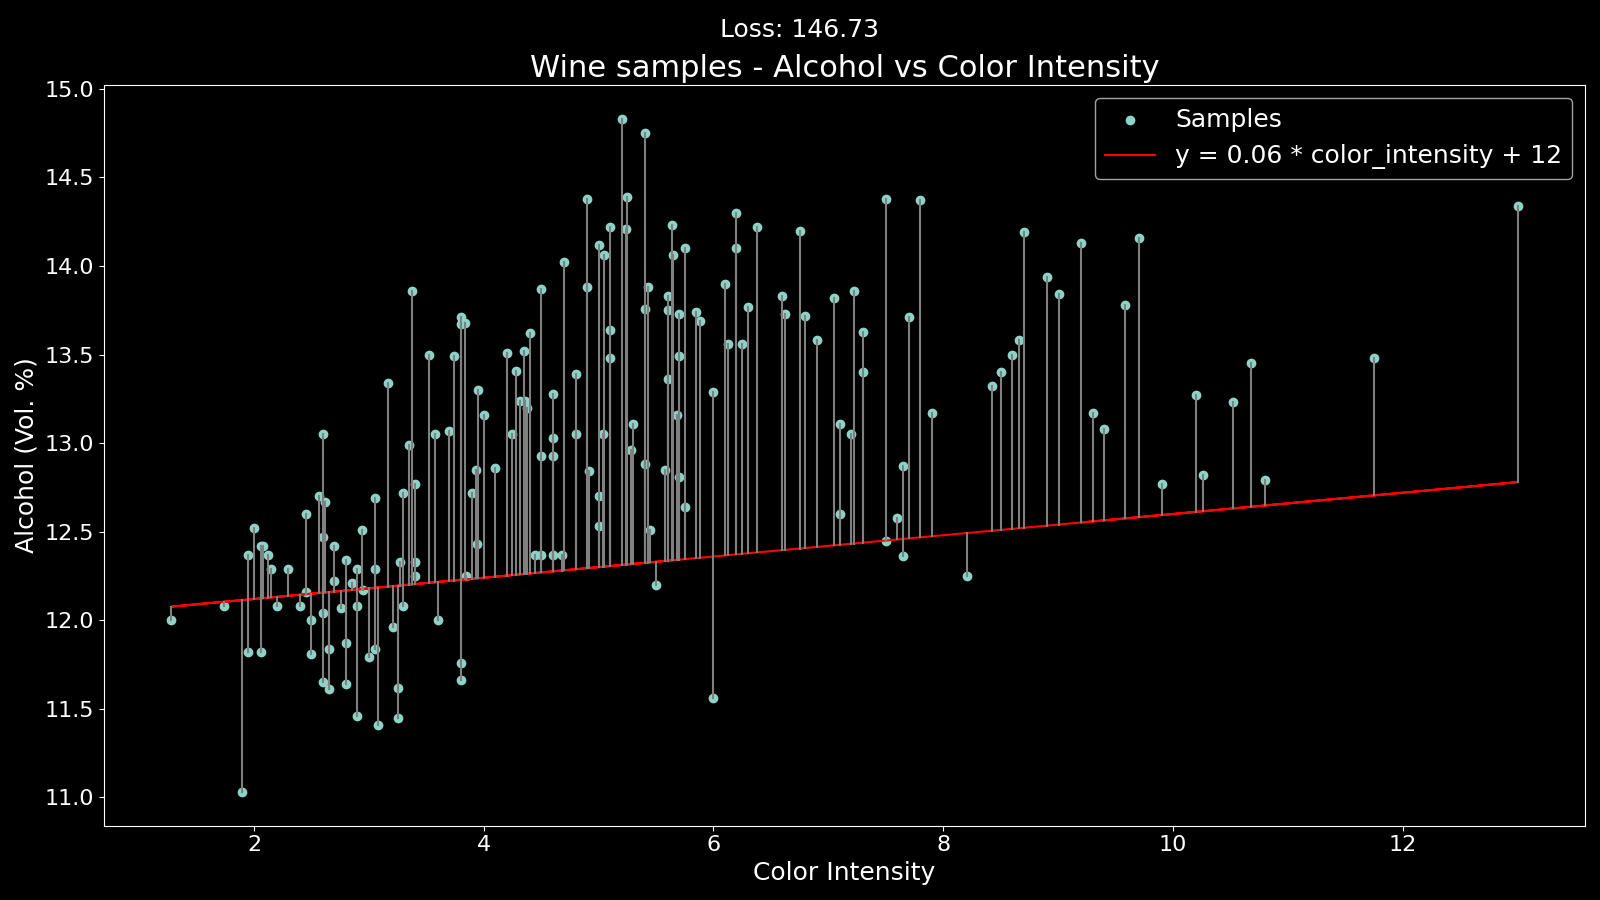 Loss: 146.73
Wine samples - Alcohol vs Color Intensity
Samples
y = 0.06 * color_intensity + 12
Alcohol (Vol. %)
15.0
14.5
14.0
13.5
13.0
12.5
12.0
11.5
11.0
2 4 6 8 10 12
Color Intensity